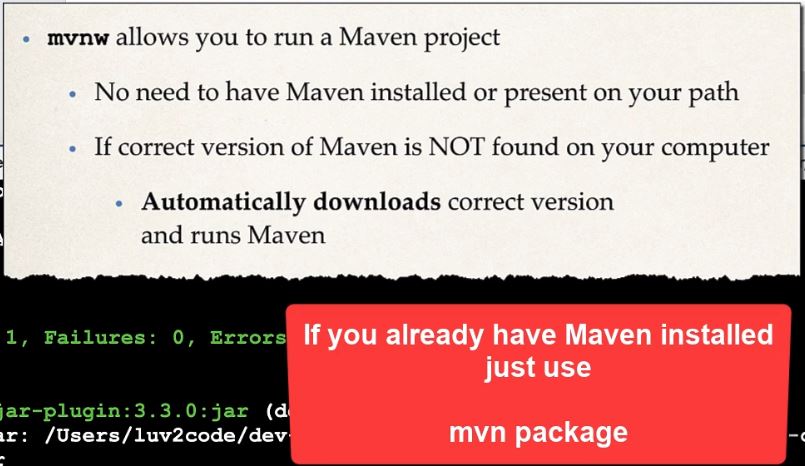 mvnw allows you to run a Maven project
No need to have Maven installed or present on your path
If correct version of Maven is NOT found on your computer
Automatically downloads correct version
and runs Maven
1, Failures: 0, Errors
If you already have Maven installed
just use
mvn package
jar-plugin:3.3.0:jar
ar: /Users/luv2code/dev-